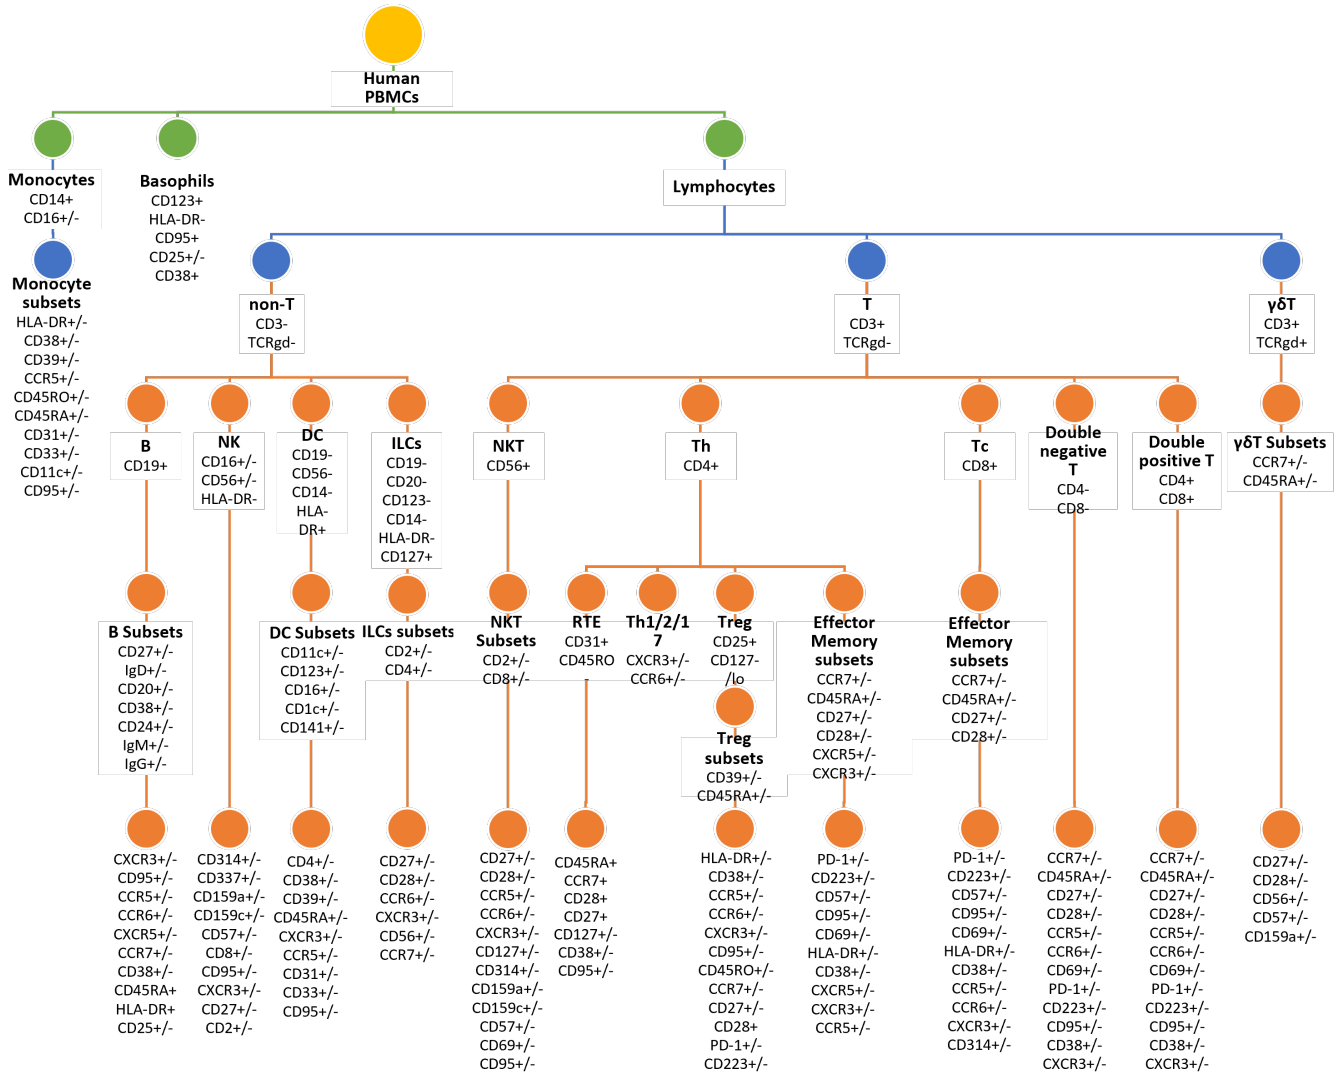 Human
PBMCs
Monocytes
CD14+
CD16+/-
Basophils
CD123+
HLA-DR-
CD95+
CD25+/-
CD38+
Lymphocytes
Monocyte
subsets
HLA-DR+/-
CD38+/-
CD39+/-
CCR5+/-
CD45RO+/-
CD45RA+/-
CD31+/-
CD33+/-
CD11c+/-
CD95+/-
non-T
CD3-
TCRgd-
T
CD3+
TCRgd-
γδT
CD3+
TCRgd+
B
CD19+
NK
CD16+/-
CD56+/-
HLA-DR-
DC
CD19-
CD56-
CD14-
HLA-
DR+
ILCs
CD19-
CD20-
CD123-
CD14-
HLA-DR-
CD127+
NKT
CD56+
Th
CD4+
Tc
CD8+
Double
negative
T
CD4-
CD8-
Double
positive T
CD4+
CD8+
γδT Subsets
CCR7+/-
CD45RA+/-
B Subsets
CD27+/-
IgD+/-
CD20+/-
CD38+/-
CD24+/-
IgM+/-
IgG+/-
DC Subsets
CD11c+/-
CD123+/-
CD16+/-
CD1c+/-
CD141+/-
ILCs subsets
CD2+/-
CD4+/-
NKT
Subsets
CD2+/-
CD8+/-
RTE
CD31+
CD45RO
-
Th1/2/1
7
CXCR3+/-
CCR6+/-
Treg
CD25+
CD127-
/lo
Treg
subsets
CD39+/-
CD45RA+/-
Effector
Memory
subsets
CCR7+/-
CD45RA+/-
CD27+/-
CD28+/-
CXCR5+/-
CXCR3+/-
Effector
Memory
subsets
CCR7+/-
CD45RA+/-
CD27+/-
CD28+/-
CXCR3+/-
CD95+/-
CCR5+/-
CCR6+/-
CXCR5+/-
CCR7+/-
CD38+/-
CD45RA+
HLA-DR+
CD25+/-
CD314+/-
CD337+/-
CD159a+/-
CD159c+/-
CD57+/-
CD8+/-
CD95+/-
CXCR3+/-
CD27+/-
CD2+/-
CD4+/-
CD38+/-
CD39+/-
CD45RA+/-
CXCR3+/-
CCR5+/-
CD31+/-
CD33+/-
CD95+/-
CD27+/-
CD28+/-
CCR6+/-
CXCR3+/-
CD56+/-
CCR7+/-
CD27+/-
CD28+/-
CCR5+/-
CCR6+/-
CXCR3+/-
CD127+/-
CD314+/-
CD159a+/-
CD159c+/-
CD57+/-
CD69+/-
CD95+/-
CD45RA+
CCR7+
CD28+
CD27+
CD127+/-
CD38+/-
CD95+/-
HLA-DR+/-
CD38+/-
CCR5+/-
CCR6+/-
CXCR3+/-
CD95+/-
CD45RO+/-
CCR7+/-
CD27+/-
CD28+
PD-1+/-
CD223+/-
PD-1+/-
CD223+/-
CD57+/-
CD95+/-
CD69+/-
HLA-DR+/-
CD38+/-
CXCR5+/-
CXCR3+/-
CCR5+/-
PD-1+/-
CD223+/-
CD57+/-
CD95+/-
CD69+/-
HLA-DR+/-
CD38+/-
CCR5+/-
CCR6+/-
CXCR3+/-
CD314+/-
CCR7+/-
CD45RA+/-
CD27+/-
CD28+/-
CCR5+/-
CCR6+/-
CD69+/-
PD-1+/-
CD223+/-
CD95+/-
CD38+/-
CXCR3+/-
CCR7+/-
CD45RA+/-
CD27+/-
CD28+/-
CCR5+/-
CCR6+/-
CD69+/-
PD-1+/-
CD223+/-
CD95+/-
CD38+/-
CXCR3+/-
CD27+/-
CD28+/-
CD56+/-
CD57+/-
CD159a+/-